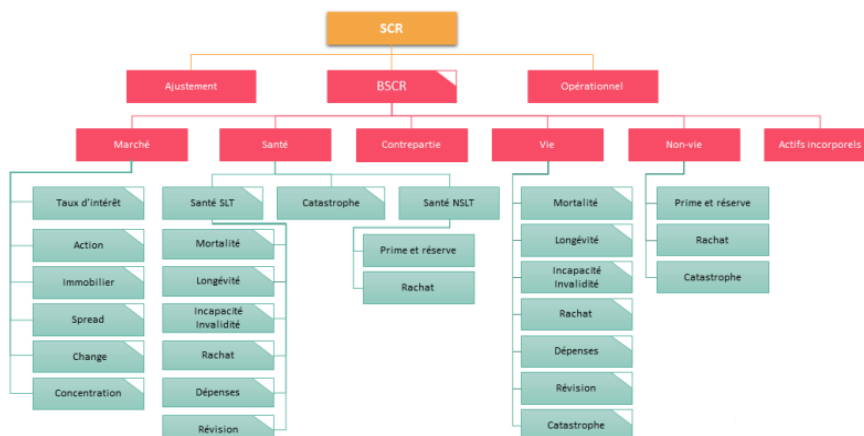 SCR
Ajustement
BSCR
Opérationnel
Marché
Santé
Contrepartie
Vie
Non-vie
Actifs incorporels
Taux d'intérêt
Action
Immobilier
Spread
Change
Concentration
Santé SLT
Mortalité
Longévité
Incapacité
Invalidité
Rachat
Dépenses
Révision
Catastrophe
Santé NSLT
Prime et réserve
Rachat
Mortalité
Longévité
Incapacité
Invalidité
Rachat
Dépenses
Révision
Catastrophe
Prime et réserve
Rachat
Catastrophe